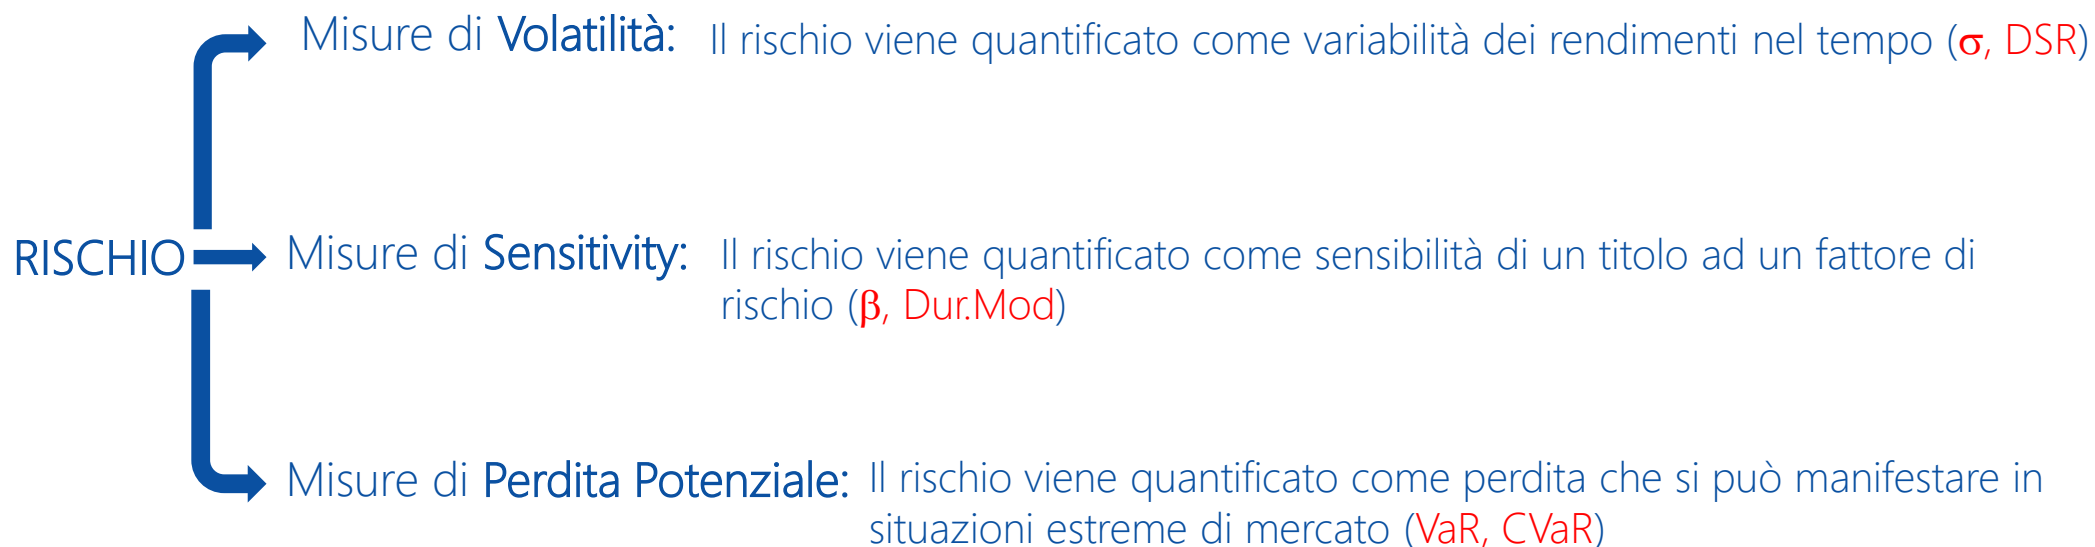 Misure di Volatilità: Il rischio viene quantificato come variabilità dei rendimenti nel tempo (σ, DSR)
RISCHIO
Misure di Sensitivity: Il rischio viene quantificato come sensibilità di un titolo ad un fattore di
rischio (β, Dur.Mod)
Misure di Perdita Potenziale: Il rischio viene quantificato come perdita che si può manifestare in
situazioni estreme di mercato (VaR, CVaR)